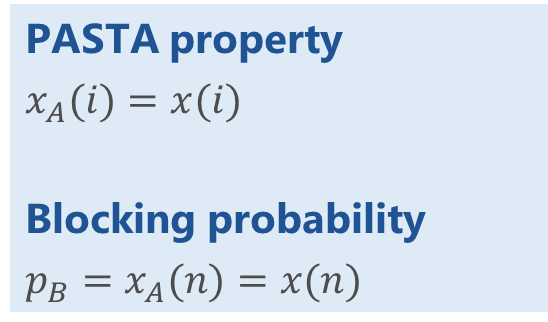 PASTA property
x_A(i) = x(i)
Blocking probability
p_B = x_A(n) = x(n)